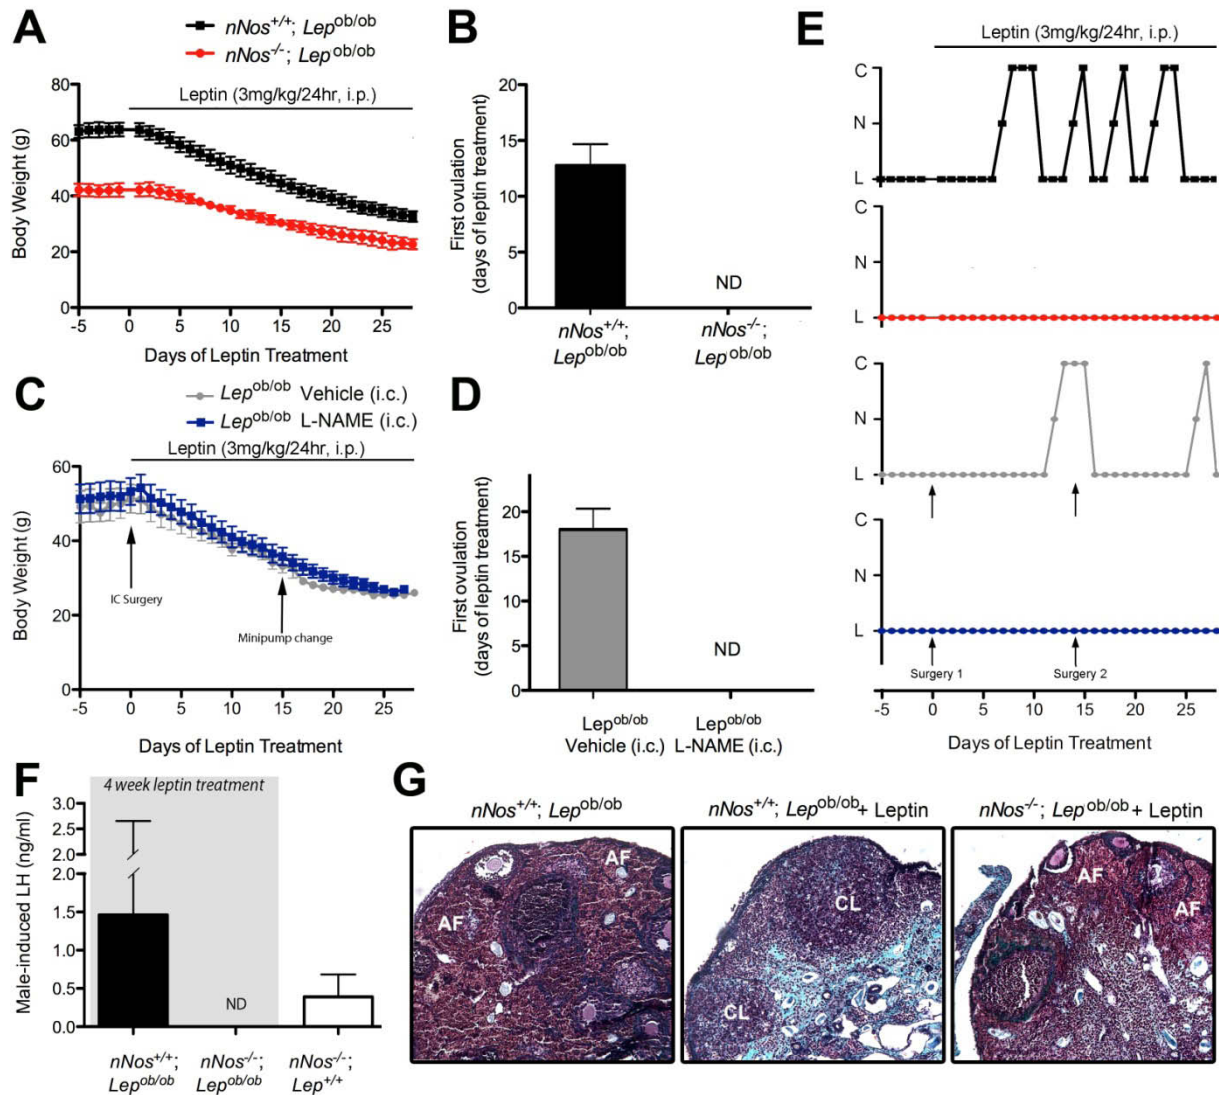 A
nNos+/+; Lepob/ob
nNos-/-; Lepob/ob
Leptin (3mg/kg/24hr, i.p.)
Body Weight (g)
80
60
40
20
0
-5 0 5 10 15 20 25
Days of Leptin Treatment
B
First ovulation
(days of leptin treatment)
20
15
10
5
0
ND
nNos+/+; nNos-/-;
Lepob/ob Lepob/ob
C
Lepob/ob Vehicle (i.c.)
Lepob/ob L-NAME (i.c.)
Leptin (3mg/kg/24hr, i.p.)
Body Weight (g)
60
40
20
0
IC Surgery
Minipump change
-5 0 5 10 15 20 25
Days of Leptin Treatment
D
First ovulation
(days of leptin treatment)
20
15
10
5
0
ND
Lepob/ob Lepob/ob
Vehicle (i.c.) L-NAME (i.c.)
E
Leptin (3mg/kg/24hr, i.p.)
C
N
L
C
N
L
C
N
L
C
N
L
Surgery 1 Surgery 2
-5 0 5 10 15 20 25
Days of Leptin Treatment
F
4 week leptin treatment
Male-induced LH (ng/ml)
3.0
2.5
2.0
2.0
1.5
1.0
0.5
0.0
ND
nNos+/+; nNos-/-; nNos-/-;
Lepob/ob Lepob/ob Lep+/+
G
nNos+/+; Lepob/ob
nNos+/+; Lepob/ob + Leptin
nNos-/-; Lepob/ob + Leptin
AF
AF
CL
CL
AF
AF